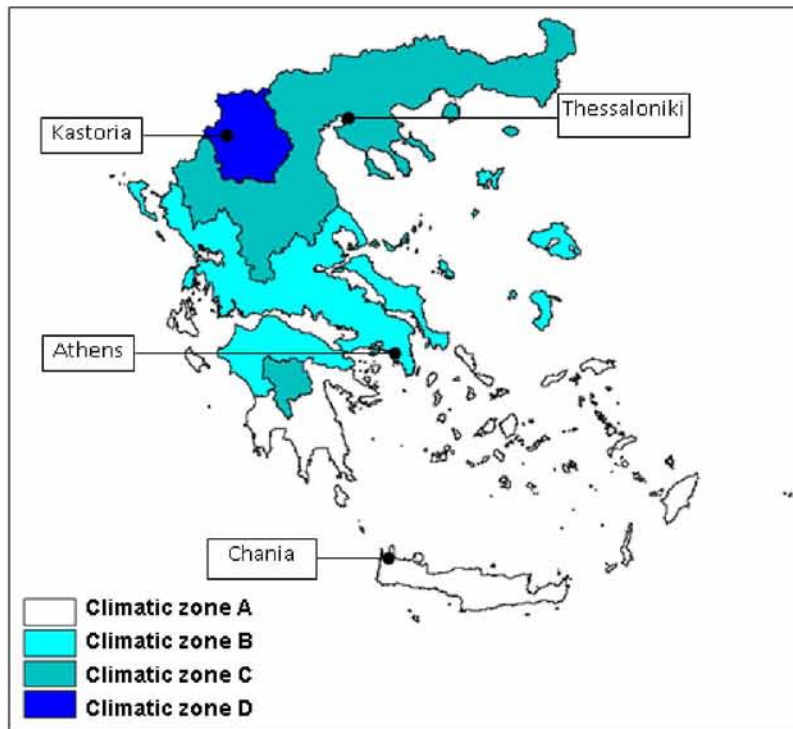 Thessaloniki
Kastoria
Athens
Chania
Climatic zone A
Climatic zone B
Climatic zone C
Climatic zone D